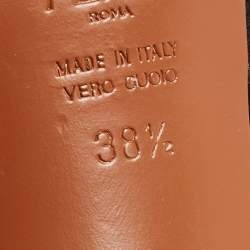 ROMA
MADE IN ITALY
VERO CUOIO
38½